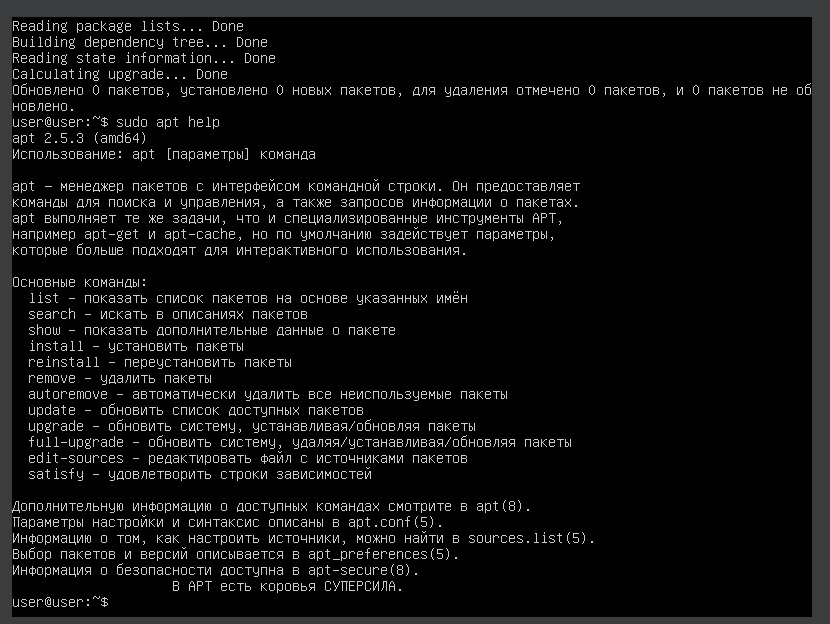 Reading package lists... Done
Building dependency tree... Done
Reading state information... Done
Calculating upgrade... Done
Обновлено 0 пакетов, установлено 0 новых пакетов, для удаления отмечено 0 пакетов, и 0 пакетов не об
новлено.
user@user:~$ sudo apt help
apt 2.5.3 (amd64)
Использование: apt [параметры] команда
apt – менеджер пакетов с интерфейсом командной строки. Он предоставляет
команды для поиска и управления, а также запросов информации о пакетах.
apt выполняет те же задачи, что и специализированные инструменты APT,
например apt-get и apt-cache, но по умолчанию задействует параметры,
которые больше подходят для интерактивного использования.
Основные команды:
list – показать список пакетов на основе указанных имён
search – искать в описаниях пакетов
show – показать дополнительные данные о пакете
install – установить пакеты
reinstall – переустановить пакеты
remove – удалить пакеты
autoremove – автоматически удалить все неиспользуемые пакеты
update – обновить список доступных пакетов
upgrade – обновить систему, устанавливая/обновляя пакеты
full-upgrade – обновить систему, удаляя/устанавливая/обновляя пакеты
edit-sources – редактировать файл с источниками пакетов
satisfy – удовлетворить строки зависимостей
Дополнительную информацию о доступных командах смотрите в apt(8).
Параметры настройки и синтаксис описаны в apt.conf(5).
Информацию о том, как настроить источники, можно найти в sources.list(5).
Выбор пакетов и версий описывается в apt_preferences(5).
Информация о безопасности доступна в apt-secure(8).
В APT есть коровья СУПЕРСИЛА.
user@user:~$